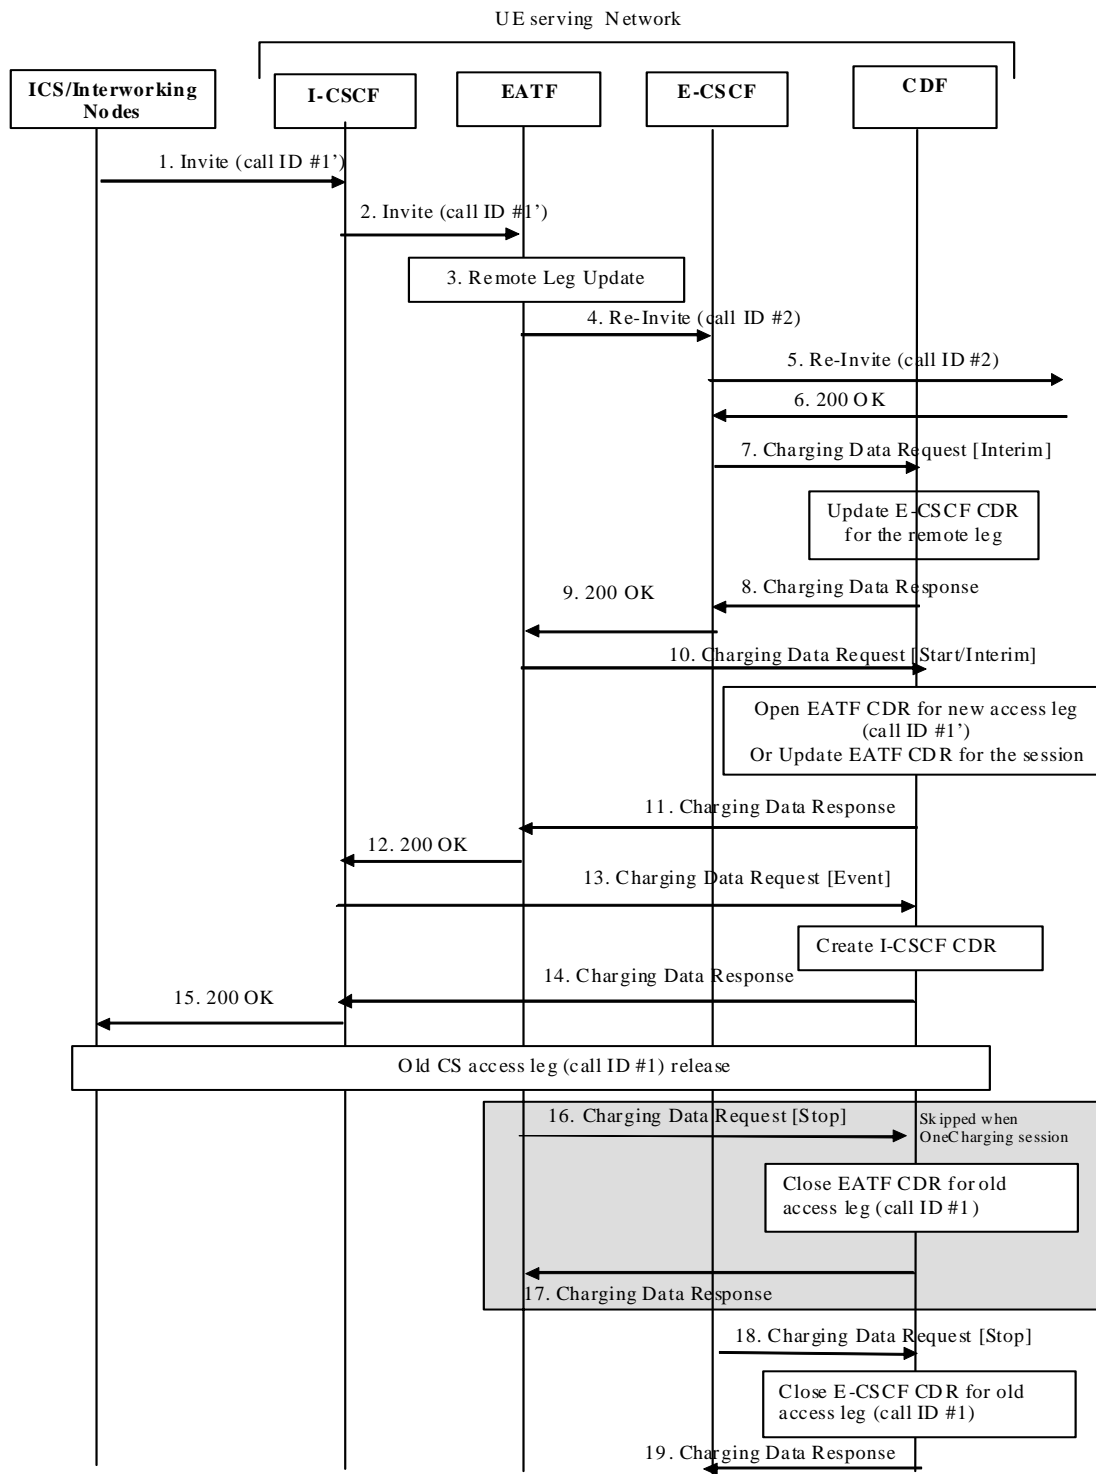 UE serving Network
ICS/Interworking
Nodes
I-CSCF
EATF
E-CSCF
CDF
1. Invite (call ID #1’)
2. Invite (call ID #1’)
3. Remote Leg Update
4. Re-Invite (call ID #2)
5. Re-Invite (call ID #2)
6. 200 OK
7. Charging Data Request [Interim]
Update E-CSCF CDR
for the remote leg
8. Charging Data Response
9. 200 OK
10. Charging Data Request [Start/Interim]
Open EATF CDR for new access leg
(call ID #1’)
Or Update EATF CDR for the session
11. Charging Data Response
12. 200 OK
13. Charging Data Request [Event]
Create I-CSCF CDR
14. Charging Data Response
15. 200 OK
Old CS access leg (call ID #1) release
16. Charging Data Request [Stop]
Skipped when
OneCharging session
Close EATF CDR for old
access leg (call ID #1)
17. Charging Data Response
18. Charging Data Request [Stop]
Close E-CSCF CDR for old
access leg (call ID #1)
19. Charging Data Response